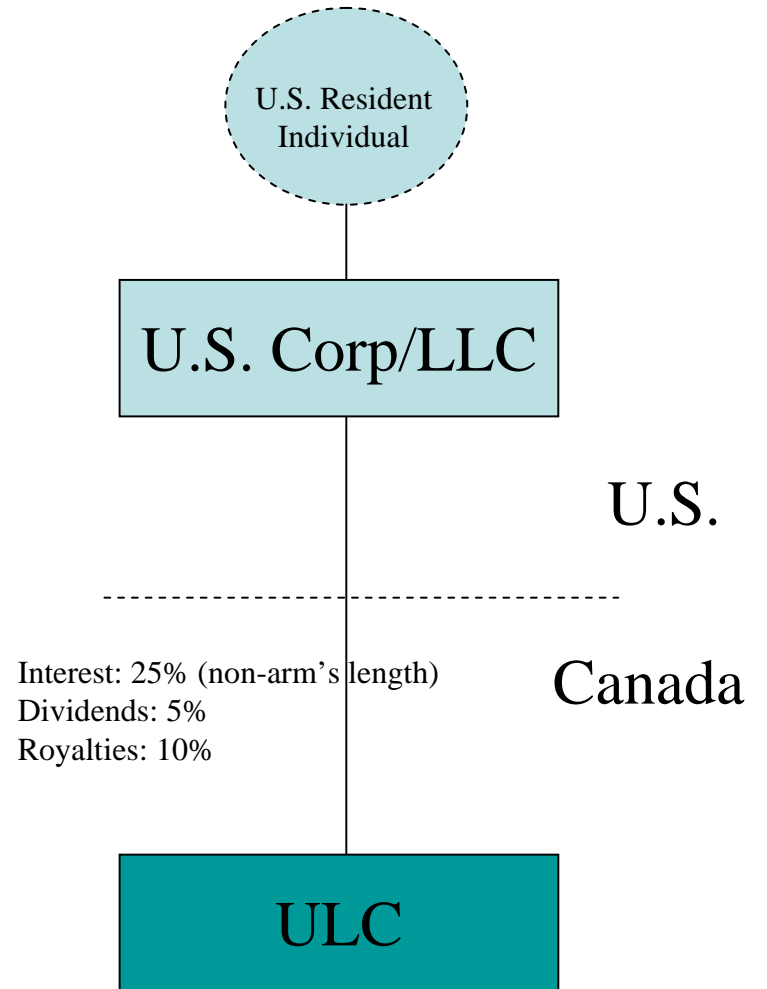 U.S. Resident
Individual
U.S. Corp/LLC
U.S.
Interest: 25% (non-arm’s length)
Dividends: 5%
Royalties: 10%
Canada
ULC